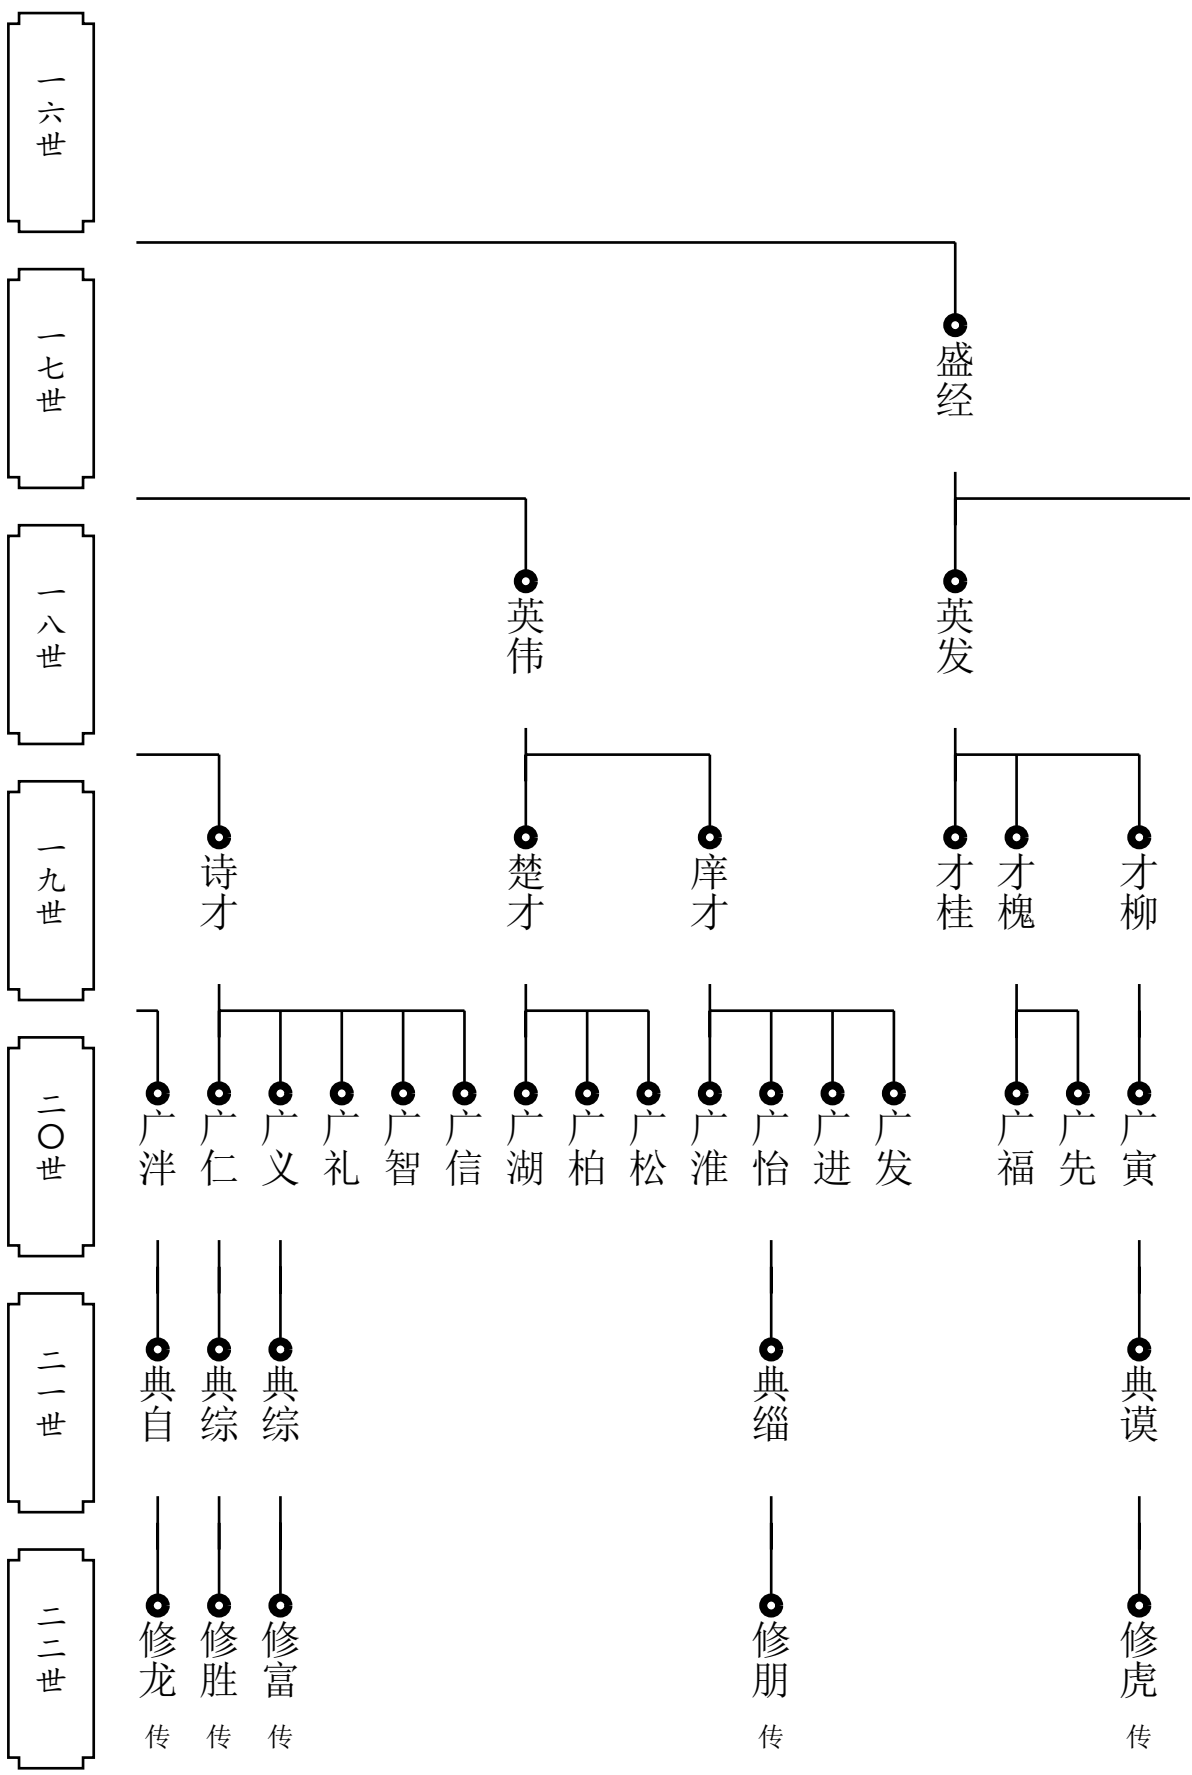 一六世
一七世
盛经
一八世
英伟
英发
一九世
诗才
楚才
庠才
才桂
才槐
才柳
二〇世
广泮
广仁
广义
广礼
广智
广信
广湖
广柏
广松
广淮
广怡
广进
广发
广福
广先
广寅
二一世
典自
典综
典综
典缁
典谟
二二世
修龙
传
修胜
传
修富
传
修朋
传
修虎
传